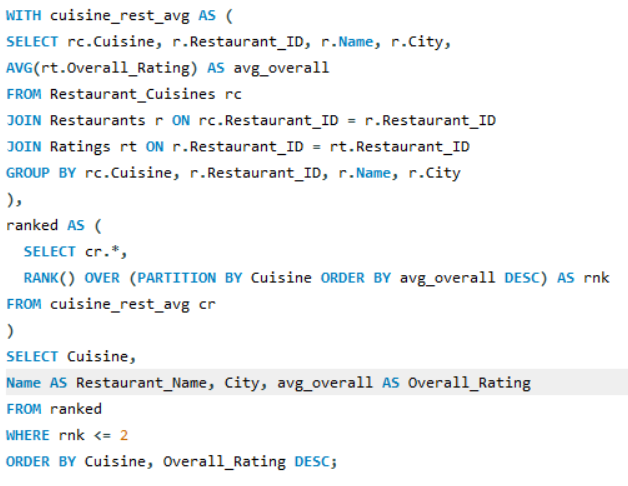 WITH cuisine_rest_avg AS (
SELECT rc.Cuisine, r.Restaurant_ID, r.Name, r.City,
AVG(rt.Overall_Rating) AS avg_overall
FROM Restaurant_Cuisines rc
JOIN Restaurants r ON rc.Restaurant_ID = r.Restaurant_ID
JOIN Ratings rt ON r.Restaurant_ID = rt.Restaurant_ID
GROUP BY rc.Cuisine, r.Restaurant_ID, r.Name, r.City
),
ranked AS (
  SELECT cr.*,
  RANK() OVER (PARTITION BY Cuisine ORDER BY avg_overall DESC) AS rnk
FROM cuisine_rest_avg cr
)
SELECT Cuisine,
Name AS Restaurant_Name, City, avg_overall AS Overall_Rating
FROM ranked
WHERE rnk <= 2
ORDER BY Cuisine, Overall_Rating DESC;